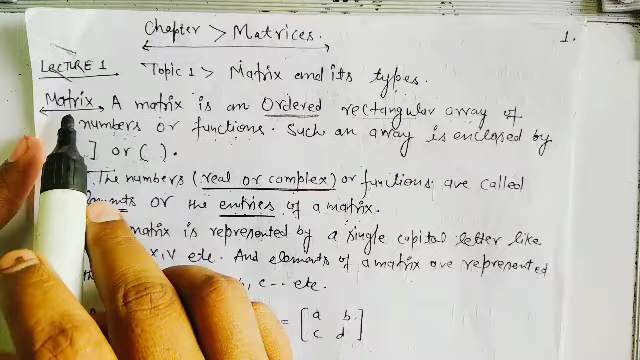 Chapter > Matrices.
1.
LECTURE 1
Topic 1 > Matrix and its types.
Matrix A matrix is an Ordered rectangular array of
numbers or functions. Such an array is enclosed by
] or ( ).
The numbers (real or complex) or functions are called
or the entries of a matrix.
matrix is represented by a single capital letter like
X, V etc. And elements of a matrix are represented
, c... etc.
= [ a b
c d ]